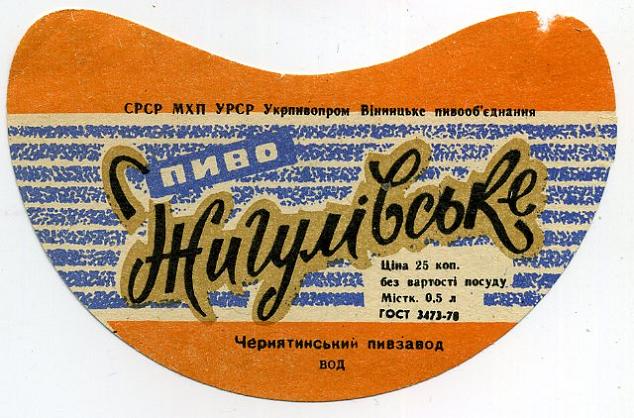 СРСР МХП УРСР Укрпивопром Вінницьке пивооб'єднання
пиво
Жигулівське
Ціна 25 коп.
без вартості посуду
Містк. 0,5 л
ГОСТ 3473-78
Чернятинський пивзавод
вод